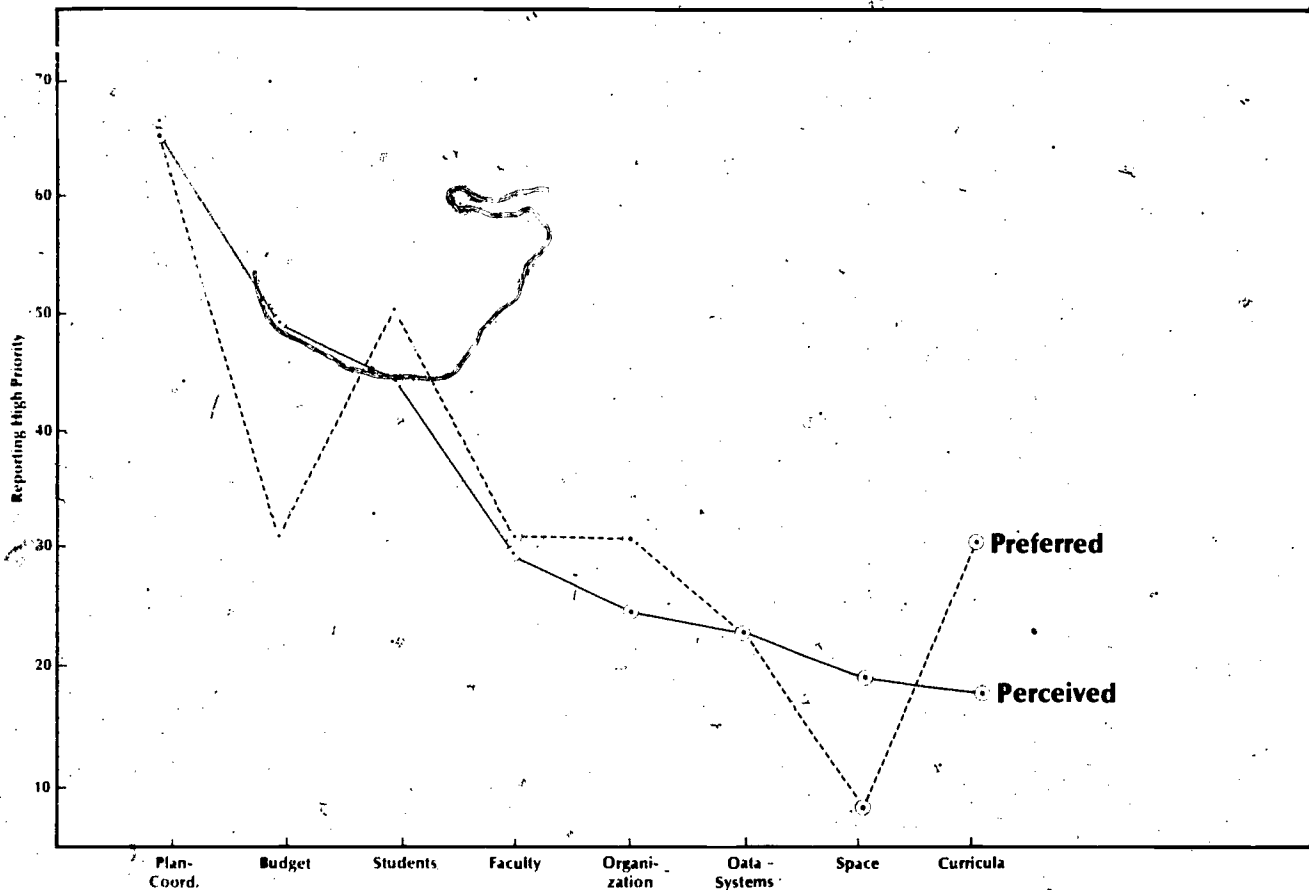 70
60
50
40
30
20
10
Reporting High Priority
Preferred
Perceived
Plan-
Coord.
Budget
Students
Faculty
Organi-
zation
Oata -
Systems
Space
Curricula